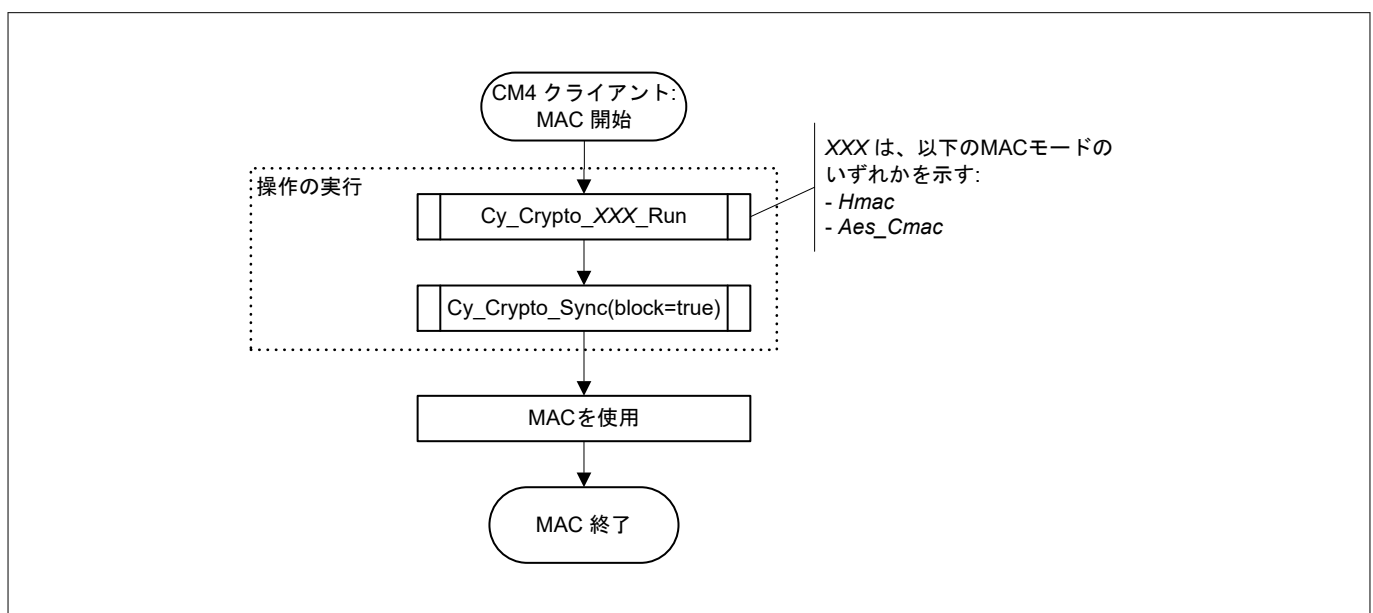 CM4 クライアント:
MAC 開始
操作の実行
Cy_Crypto_XXX_Run
XXX は、以下のMACモードの
いずれかを示す:
- Hmac
- Aes_Cmac
Cy_Crypto_Sync(block=true)
MACを使用
MAC 終了